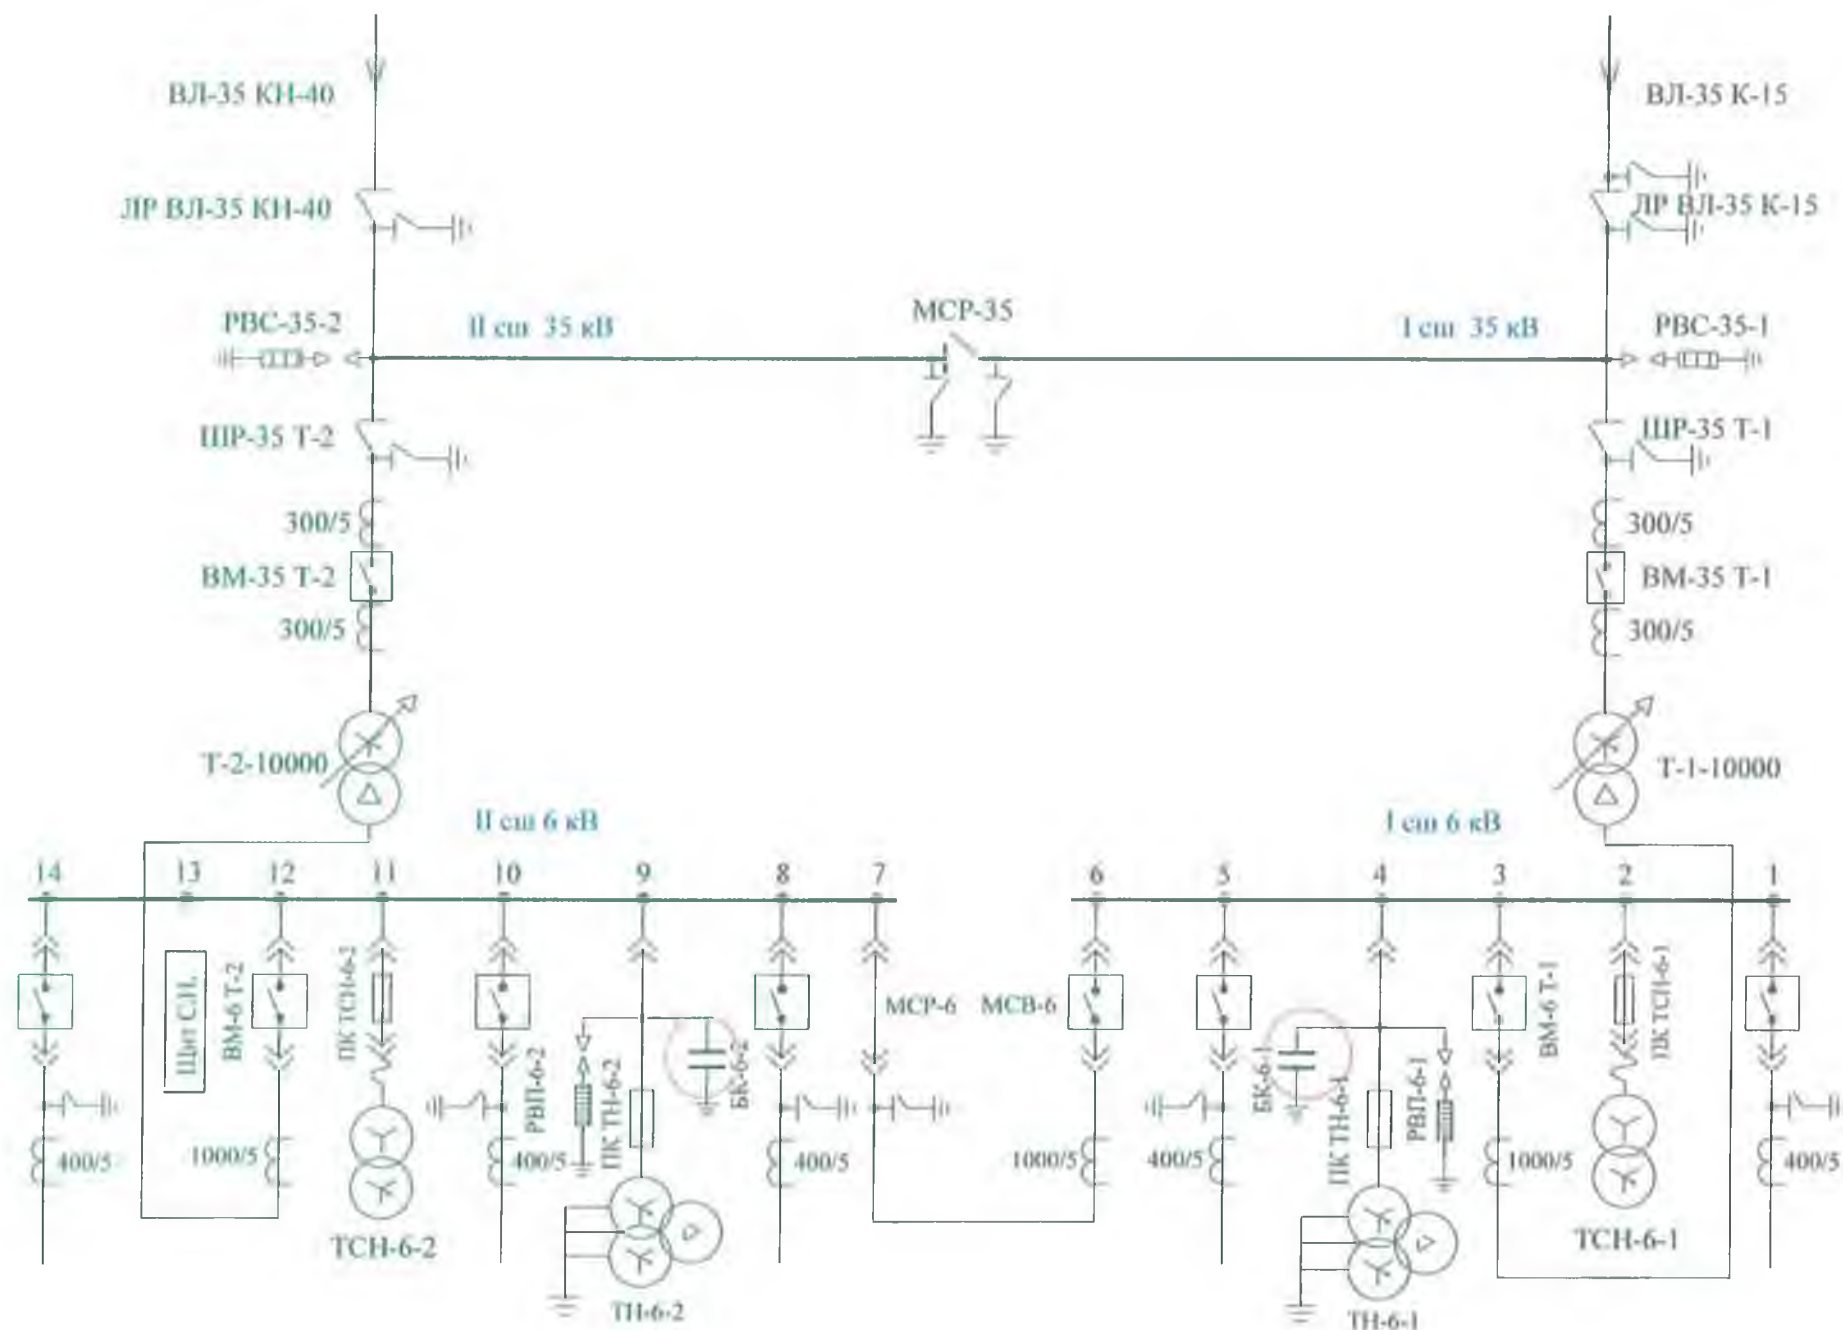 ВЛ-35 КН-40
ВЛ-35 К-15
ЛР ВЛ-35 КН-40
ЛР ВЛ-35 К-15
РВС-35-2
II сш 35 кВ
МСР-35
I сш 35 кВ
РВС-35-1
ШР-35 Т-2
ШР-35 Т-1
300/5
300/5
ВМ-35 Т-2
ВМ-35 Т-1
300/5
300/5
Т-2-10000
Т-1-10000
II сш 6 кВ
I сш 6 кВ
14
13
12
11
10
9
8
7
6
5
4
3
2
1
Щит С.Н.
ВМ-6 Т-2
ПК ТСН-6-2
РВП-6-2
ПК ТН-6-2
БК-6-2
МСР-6
МСВ-6
БК-6-1
ПК ТН-6-1
РВП-6-1
ВМ-6 Т-1
ПК ТСН-6-1
400/5
1000/5
400/5
400/5
1000/5
400/5
1000/5
400/5
ТСН-6-2
ТН-6-2
ТН-6-1
ТСН-6-1